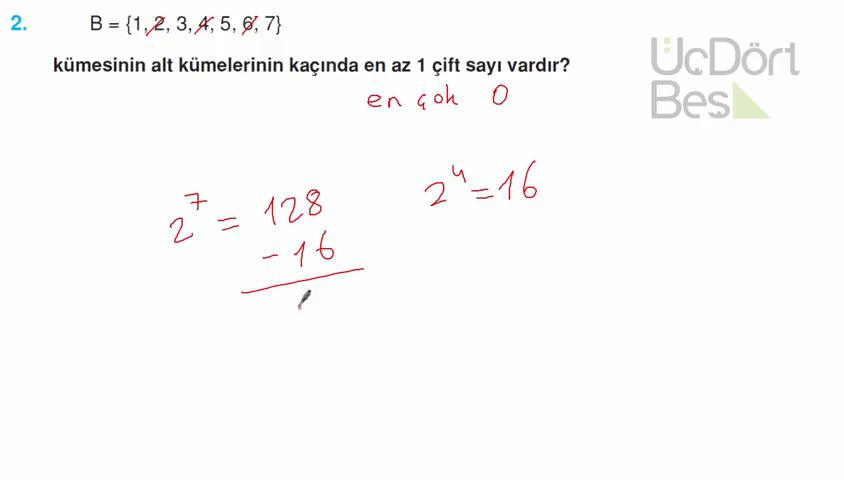 2. B = {1, 2, 3, 4, 5, 6, 7}
kümesinin alt kümelerinin kaçında en az 1 çift sayı vardır?
ÜçDört
Beş
en çok 0
2^7 = 128
2^4 = 16
- 16